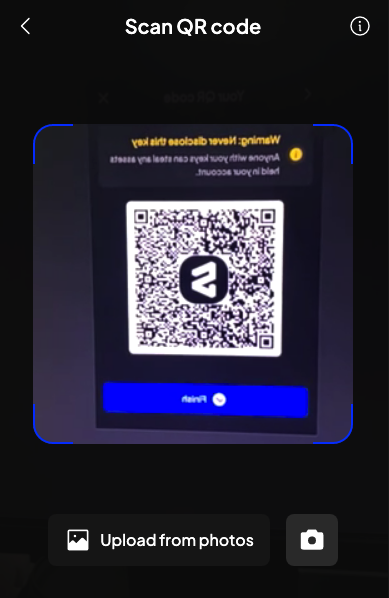 Scan QR code
Your QR code
Warning: Never disclose this key
Anyone with your keys can steal any assets
held in your account.
Finish
Upload from photos